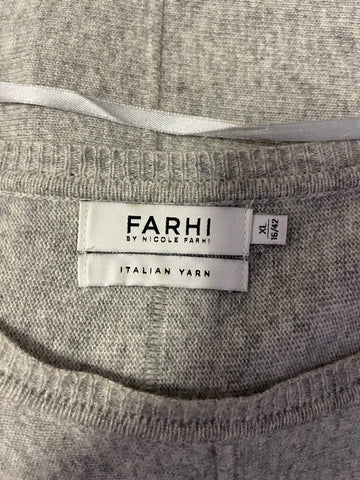 FARHI
BY NICOLE FARHI
ITALIAN YARN
XL
16/42